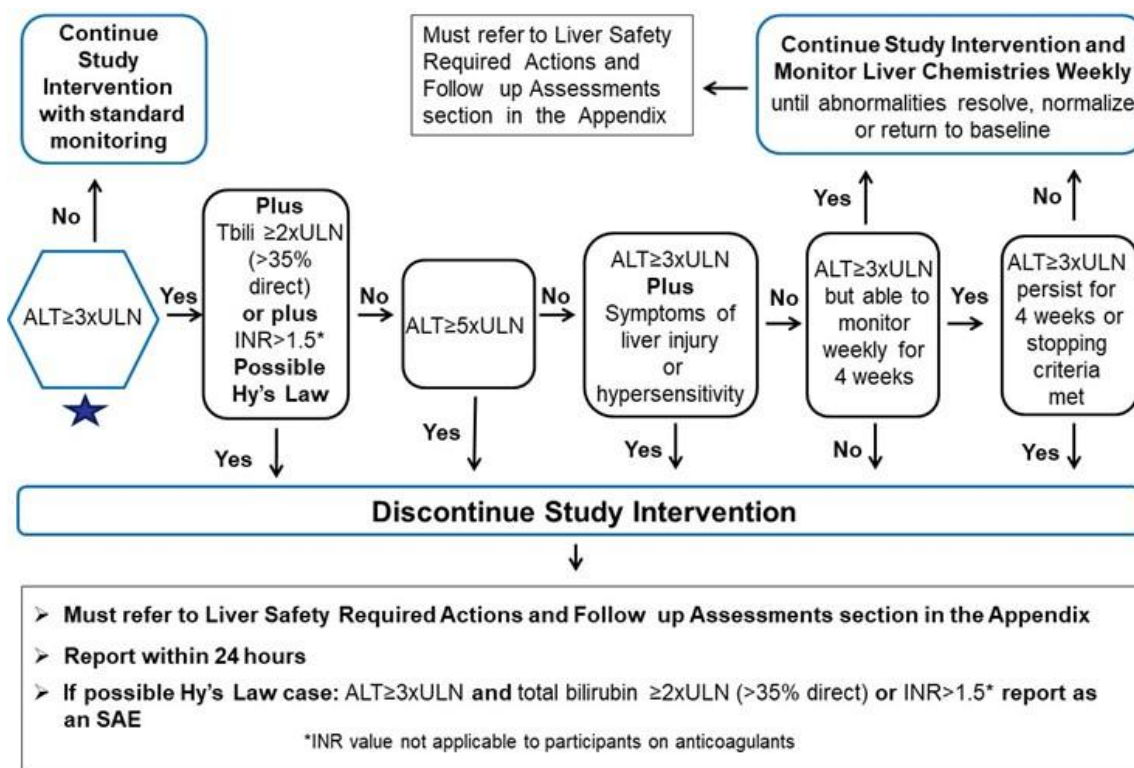 Continue
Study
Intervention
with standard
monitoring
Must refer to Liver Safety
Required Actions and
Follow up Assessments
section in the Appendix
Continue Study Intervention and
Monitor Liver Chemistries Weekly
until abnormalities resolve, normalize
or return to baseline
No
Yes
No
ALT≥3xULN
Yes
Plus
Tbili ≥2xULN
(>35%
direct)
or plus
INR>1.5*
Possible
Hy's Law
No
ALT≥5xULN
No
ALT≥3xULN
Plus
Symptoms of
liver injury
or
hypersensitivity
No
ALT≥3xULN
but able to
monitor
weekly for
4 weeks
Yes
ALT≥3xULN
persist for
4 weeks or
stopping
criteria
met
Yes
Yes
Yes
No
Yes
Discontinue Study Intervention
➢ Must refer to Liver Safety Required Actions and Follow up Assessments section in the Appendix
➢ Report within 24 hours
➢ If possible Hy's Law case: ALT≥3xULN and total bilirubin ≥2xULN (>35% direct) or INR>1.5* report as
an SAE
*INR value not applicable to participants on anticoagulants